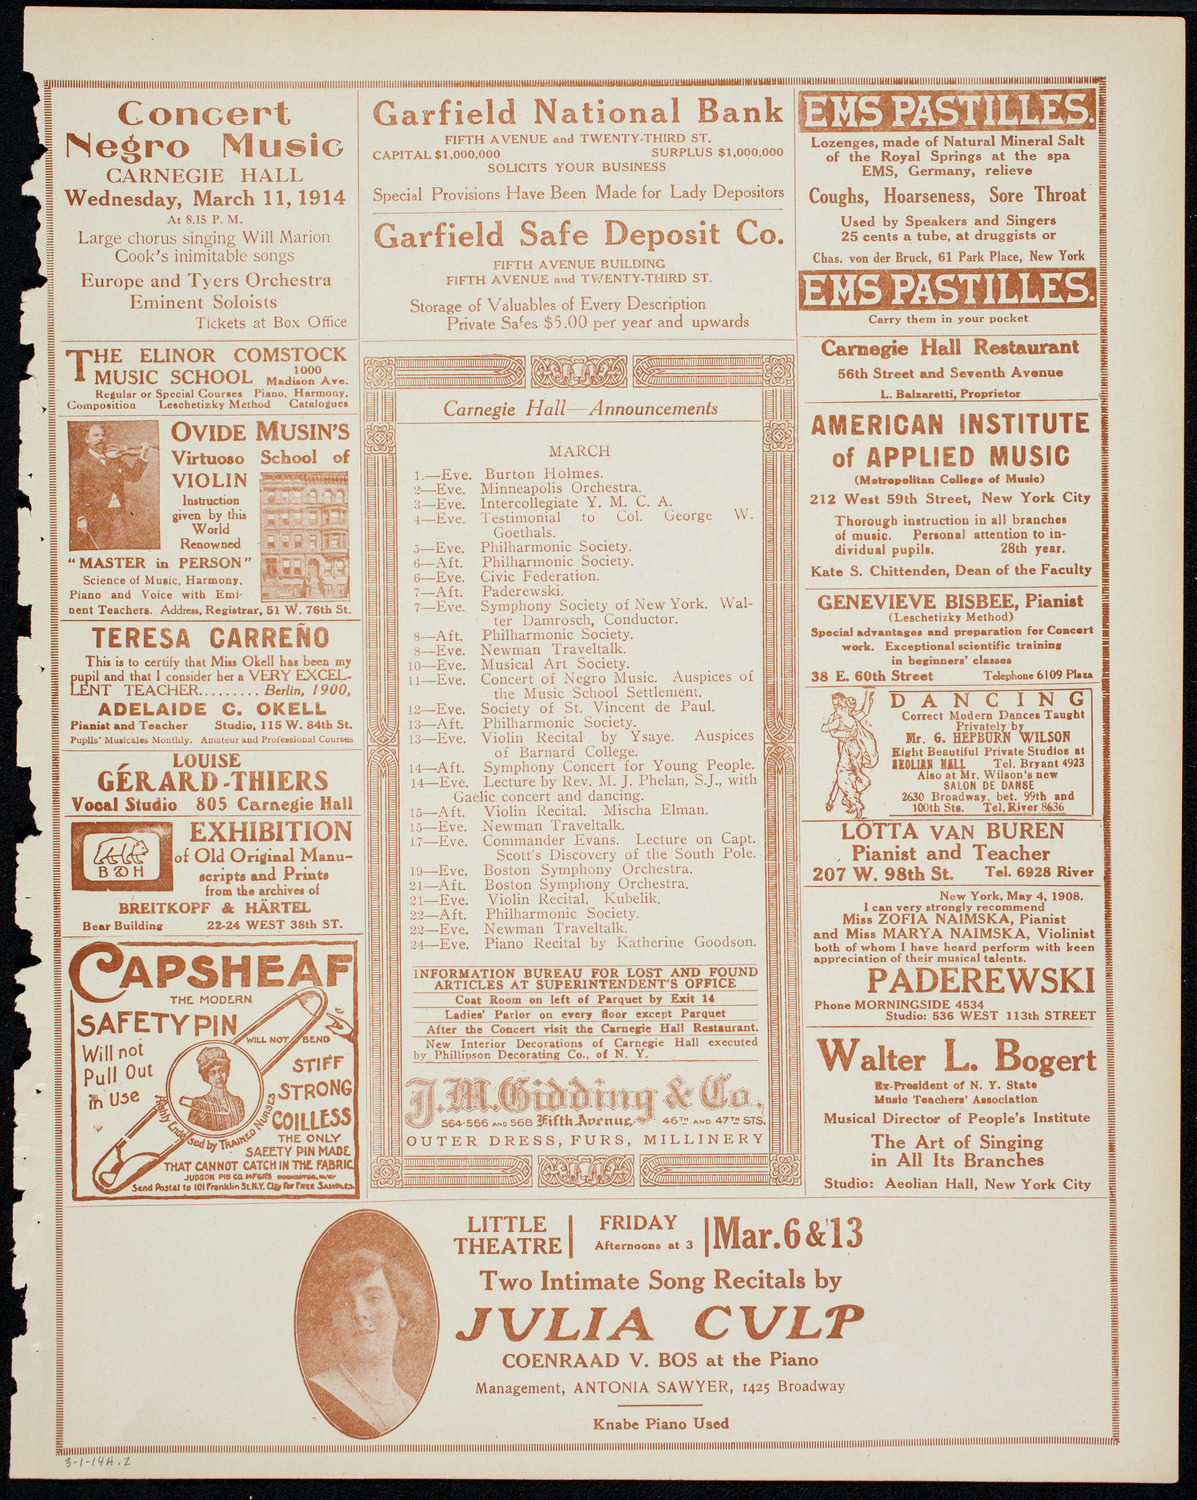 Concert
Negro Music
CARNEGIE HALL
Wednesday, March 11, 1914
At 8.15 P. M.
Large chorus singing Will Marion
Cook's inimitable songs
Europe and Tyers Orchestra
Eminent Soloists
Tickets at Box Office
THE ELINOR COMSTOCK
MUSIC SCHOOL 1000
Madison Ave.
Regular or Special Courses Piano, Harmony,
Composition Leschetizky Method Catalogues
OVIDE MUSIN'S
Virtuoso School of
VIOLIN
Instruction
given by this
World
Renowned
"MASTER in PERSON"
Science of Music, Harmony,
Piano and Voice with Emi-
nent Teachers. Address, Registrar, 51 W. 76th St.
TERESA CARREÑO
This is to certify that Miss Okell has been my
pupil and that I consider her a VERY EXCEL-
LENT TEACHER......... Berlin, 1900,
ADELAIDE C. OKELL
Pianist and Teacher Studio, 115 W. 84th St.
Pupils' Musicales Monthly. Amateur and Professional Courses
LOUISE
GÉRARD-THIERS
Vocal Studio 805 Carnegie Hall
B & H
EXHIBITION
of Old Original Manu-
scripts and Prints
from the archives of
BREITKOPF & HÄRTEL
Bear Building 22-24 WEST 38th ST.
CAPSHEAF
THE MODERN
SAFETY PIN
WILL NOT BEND
Will not
Pull Out
in Use
STIFF
STRONG
COILLESS
Highly Endorsed by TRAINED NURSES
THE ONLY
SAFETY PIN MADE
THAT CANNOT CATCH IN THE FABRIC
JUDSON PIN CO. MFGRS ROCHESTER, N.Y.
Send Postal to 101 Franklin St. N.Y. City For Free Samples.
Garfield National Bank
FIFTH AVENUE and TWENTY-THIRD ST.
CAPITAL $1,000,000 SURPLUS $1,000,000
SOLICITS YOUR BUSINESS
Special Provisions Have Been Made for Lady Depositors
Garfield Safe Deposit Co.
FIFTH AVENUE BUILDING
FIFTH AVENUE and TWENTY-THIRD ST.
Storage of Valuables of Every Description
Private Safes $5.00 per year and upwards
Carnegie Hall—Announcements
MARCH
1.—Eve. Burton Holmes.
2—Eve. Minneapolis Orchestra.
3—Eve. Intercollegiate Y. M. C. A.
4—Eve. Testimonial to Col. George W.
Goethals.
5—Eve. Philharmonic Society.
6—Aft. Philharmonic Society.
6—Eve. Civic Federation.
7—Aft. Paderewski.
7—Eve. Symphony Society of New York. Wal-
ter Damrosch, Conductor.
8—Aft. Philharmonic Society.
8—Eve. Newman Traveltalk.
10—Eve. Musical Art Society.
11—Eve. Concert of Negro Music. Auspices of
the Music School Settlement.
12—Eve. Society of St. Vincent de Paul.
13—Aft. Philharmonic Society.
13—Eve. Violin Recital by Ysaye. Auspices
of Barnard College.
14—Aft. Symphony Concert for Young People.
14—Eve. Lecture by Rev. M. J. Phelan, S.J., with
Gaelic concert and dancing.
15—Aft. Violin Recital. Mischa Elman.
15—Eve. Newman Traveltalk.
17—Eve. Commander Evans. Lecture on Capt.
Scott's Discovery of the South Pole.
19—Eve. Boston Symphony Orchestra.
21—Aft. Boston Symphony Orchestra.
21—Eve. Violin Recital. Kubelik.
22—Aft. Philharmonic Society.
22—Eve. Newman Traveltalk.
24—Eve. Piano Recital by Katherine Goodson.
INFORMATION BUREAU FOR LOST AND FOUND
ARTICLES AT SUPERINTENDENT'S OFFICE
Coat Room on left of Parquet by Exit 14
Ladies' Parlor on every floor except Parquet
After the Concert visit the Carnegie Hall Restaurant.
New Interior Decorations of Carnegie Hall executed
by Phillipson Decorating Co., of N. Y.
J.M.Gidding & Co.
564-566 AND 568 Fifth Avenue, 46TH AND 47TH STS.
OUTER DRESS, FURS, MILLINERY
EMS PASTILLES.
Lozenges, made of Natural Mineral Salt
of the Royal Springs at the spa
EMS, Germany, relieve
Coughs, Hoarseness, Sore Throat
Used by Speakers and Singers
25 cents a tube, at druggists or
Chas. von der Bruck, 61 Park Place, New York
EMS PASTILLES.
Carry them in your pocket
Carnegie Hall Restaurant
56th Street and Seventh Avenue
L. Balzaretti, Proprietor
AMERICAN INSTITUTE
of APPLIED MUSIC
(Metropolitan College of Music)
212 West 59th Street, New York City
Thorough instruction in all branches
of music. Personal attention to in-
dividual pupils. 28th year.
Kate S. Chittenden, Dean of the Faculty
GENEVIEVE BISBEE, Pianist
(Leschetizky Method)
Special advantages and preparation for Concert
work. Exceptional scientific training
in beginners' classes
38 E. 60th Street Telephone 6109 Plaza
DANCING
Correct Modern Dances Taught
Privately by
Mr. G. HEPBURN WILSON
Eight Beautiful Private Studios at
AEOLIAN HALL Tel. Bryant 4923
Also at Mr. Wilson's new
SALON DE DANSE
2630 Broadway, bet. 99th and
100th Sts. Tel. River 8636
LOTTA VAN BUREN
Pianist and Teacher
207 W. 98th St. Tel. 6928 River
New York, May 4, 1908.
I can very strongly recommend
Miss ZOFIA NAIMSKA, Pianist
and Miss MARYA NAIMSKA, Violinist
both of whom I have heard perform with keen
appreciation of their musical talents.
PADEREWSKI
Phone MORNINGSIDE 4534
Studio: 536 WEST 113th STREET
Walter L. Bogert
Ex-President of N. Y. State
Music Teachers' Association
Musical Director of People's Institute
The Art of Singing
in All Its Branches
Studio: Aeolian Hall, New York City
LITTLE
THEATRE
FRIDAY
Afternoons at 3
Mar. 6 & 13
Two Intimate Song Recitals by
JULIA CULP
COENRAAD V. BOS at the Piano
Management, ANTONIA SAWYER, 1425 Broadway
Knabe Piano Used
3-1-14H.2